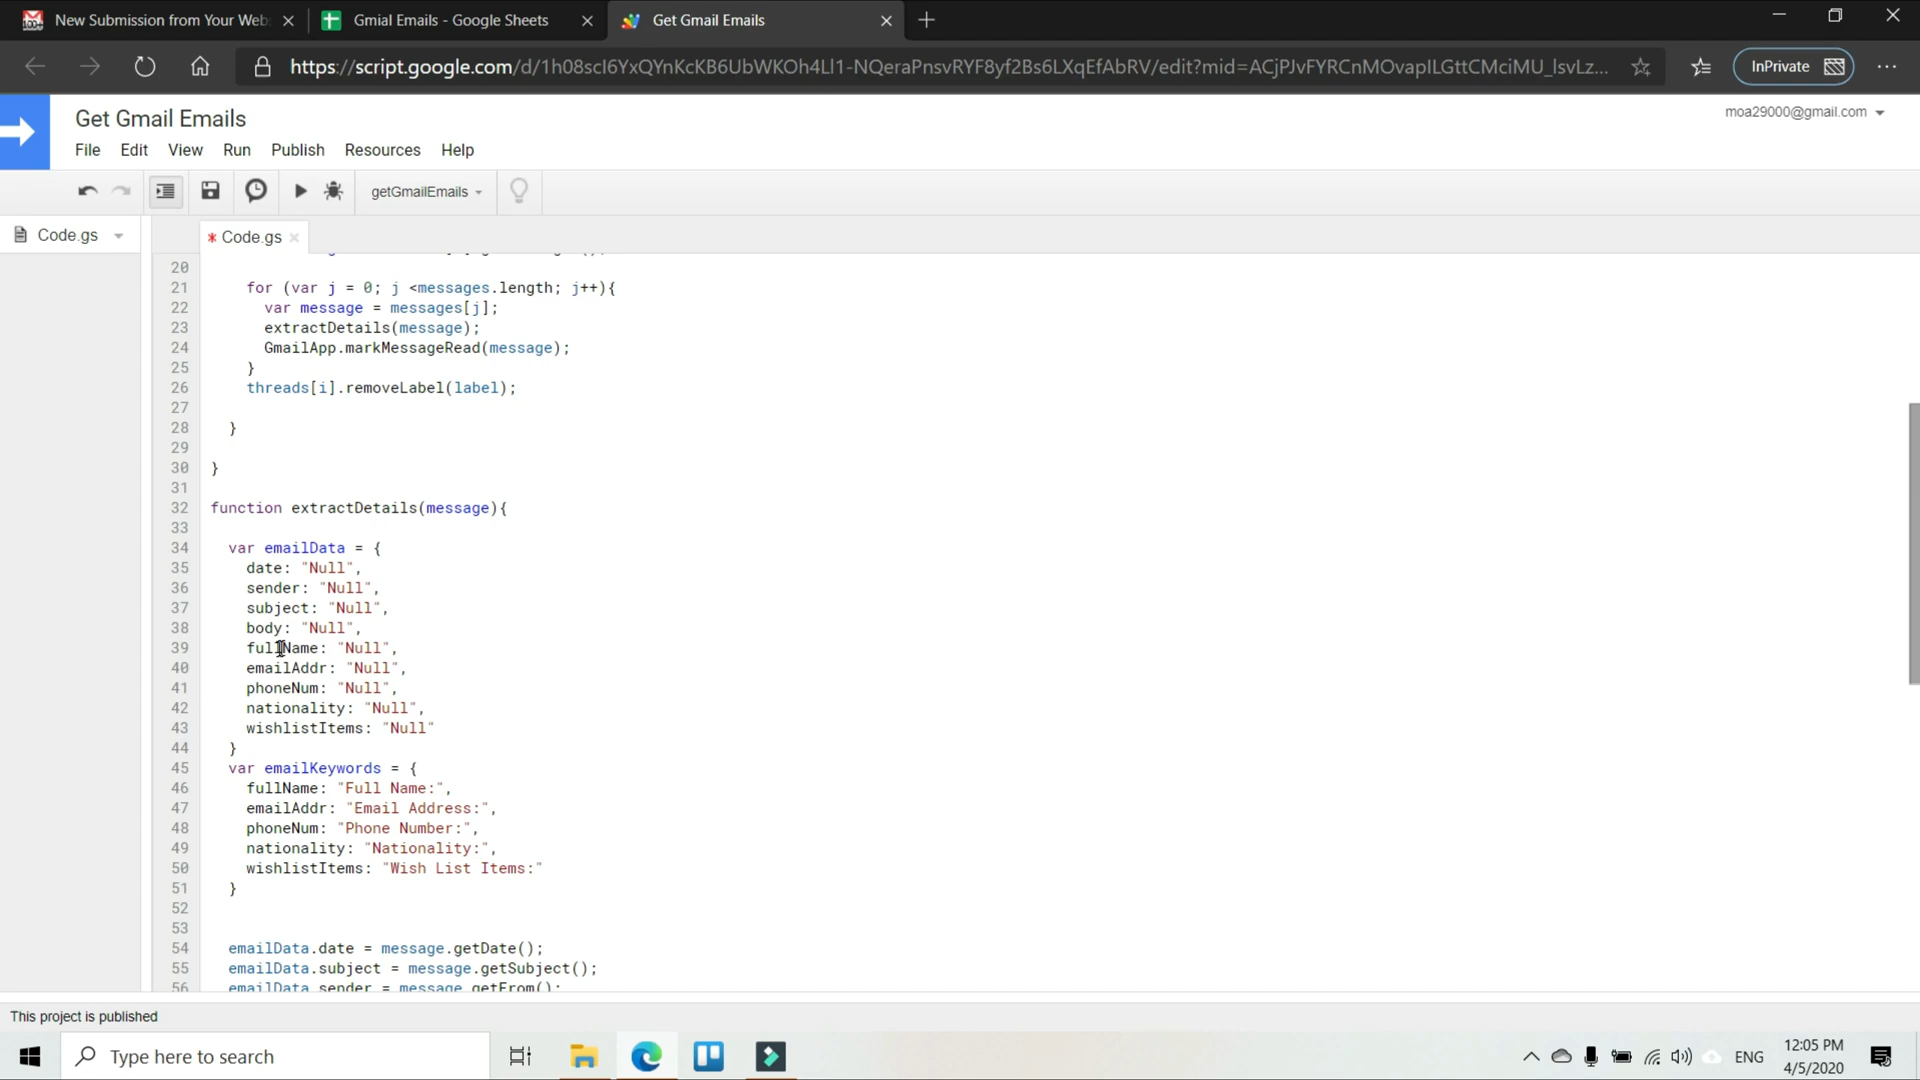 New Submission from Your Web
Gmial Emails - Google Sheets
Get Gmail Emails
https://script.google.com/d/1h08scI6YxQYnKcKB6UbWKOh4Ll1-NQeraPnsvRYF8yf2Bs6LXqEfAbRV/edit?mid=ACjPJvFYRCnMOvapILGttCMciMU_lsvLz...
InPrivate
Get Gmail Emails
moa29000@gmail.com
File Edit View Run Publish Resources Help
getGmailEmails
Code.gs
* Code.gs
20
21 for (var j = 0; j <messages.length; j++){
22 var message = messages[j];
23 extractDetails(message);
24 GmailApp.markMessageRead(message);
25 }
26 threads[i].removeLabel(label);
27
28 }
29
30 }
31
32 function extractDetails(message){
33
34 var emailData = {
35 date: "Null",
36 sender: "Null",
37 subject: "Null",
38 body: "Null",
39 fullName: "Null",
40 emailAddr: "Null",
41 phoneNum: "Null",
42 nationality: "Null",
43 wishlistItems: "Null"
44 }
45 var emailKeywords = {
46 fullName: "Full Name:",
47 emailAddr: "Email Address:",
48 phoneNum: "Phone Number:",
49 nationality: "Nationality:",
50 wishlistItems: "Wish List Items:"
51 }
52
53
54 emailData.date = message.getDate();
55 emailData.subject = message.getSubject();
56 emailData.sender = message.getFrom();
This project is published
Type here to search
ENG
12:05 PM
4/5/2020